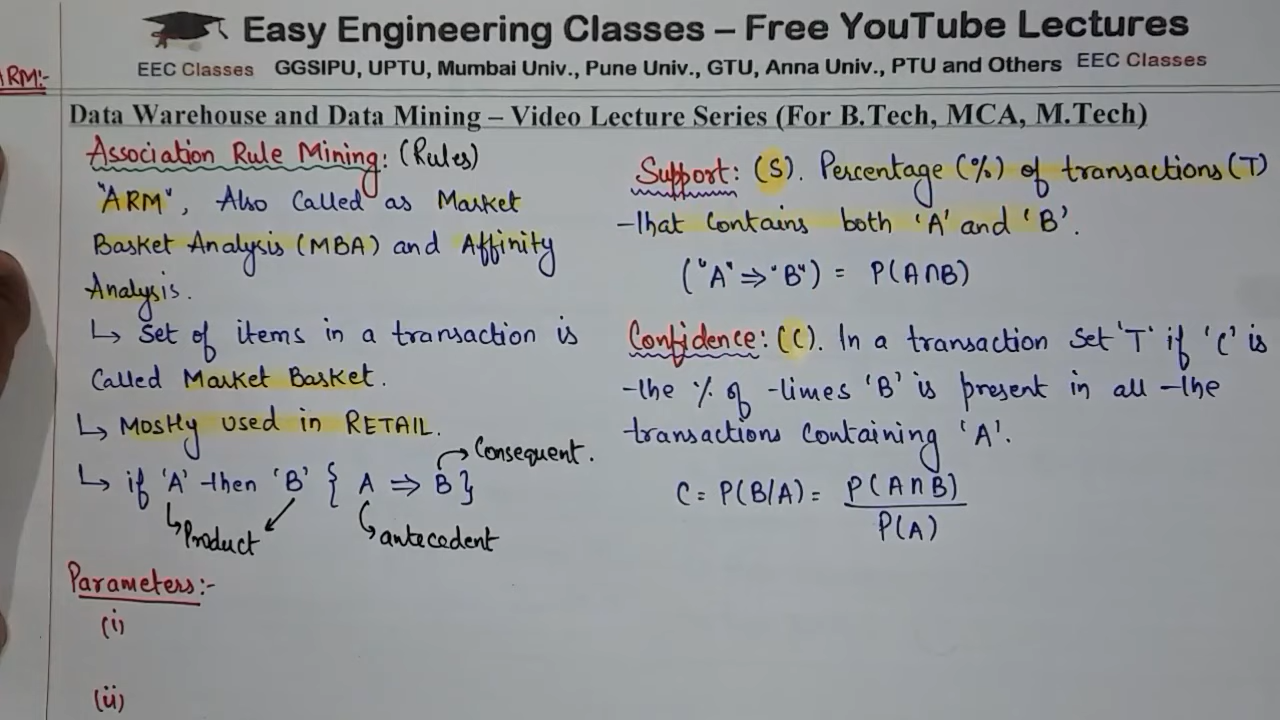 Easy Engineering Classes – Free YouTube Lectures
EEC Classes GGSIPU, UPTU, Mumbai Univ., Pune Univ., GTU, Anna Univ., PTU and Others EEC Classes
ARM:-
Data Warehouse and Data Mining – Video Lecture Series (For B.Tech, MCA, M.Tech)
Association Rule Mining: (Rules)
"ARM", Also Called as Market
Basket Analysis (MBA) and Affinity
Analysis.
↳ Set of items in a transaction is
Called Market Basket.
↳ Mostly used in RETAIL.
↳ if 'A' then 'B' { A ⇒ B }
Consequent.
Product
antecedent
Parameters:-
(i)
(ii)
Support: (S). Percentage (%) of transactions (T)
that contains both 'A' and 'B'.
("A" ⇒ "B") = P(A∩B)
Confidence: (C). In a transaction Set 'T' if 'C' is
the % of times 'B' is present in all the
transactions containing 'A'.
C = P(B/A) = P(A∩B)
P(A)